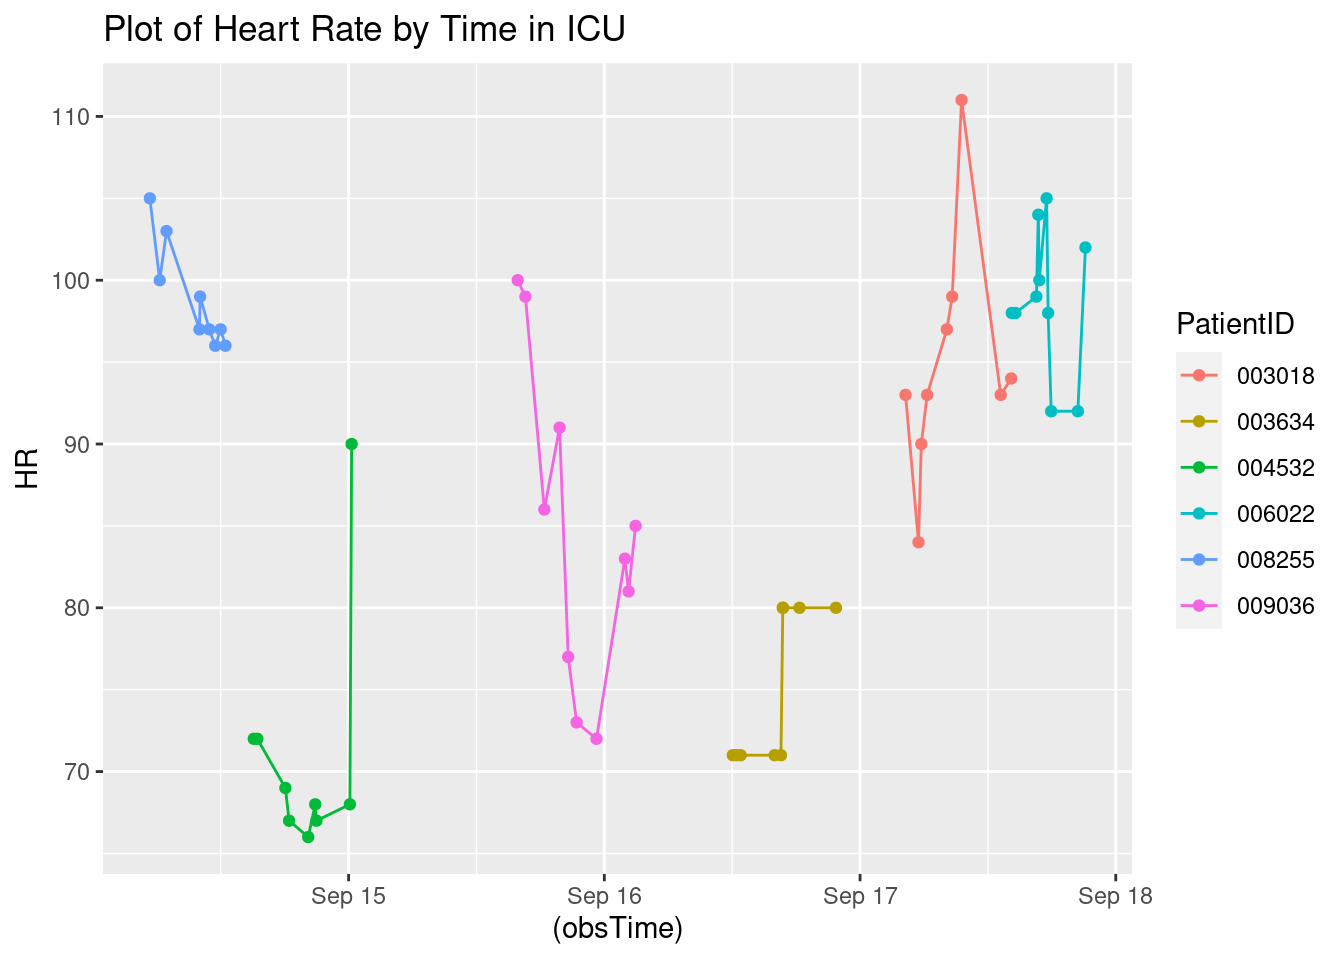 Plot of Heart Rate by Time in ICU
110
100
90
80
70
HR
Sep 15
Sep 16
Sep 17
Sep 18
(obsTime)
PatientID
003018
003634
004532
006022
008255
009036